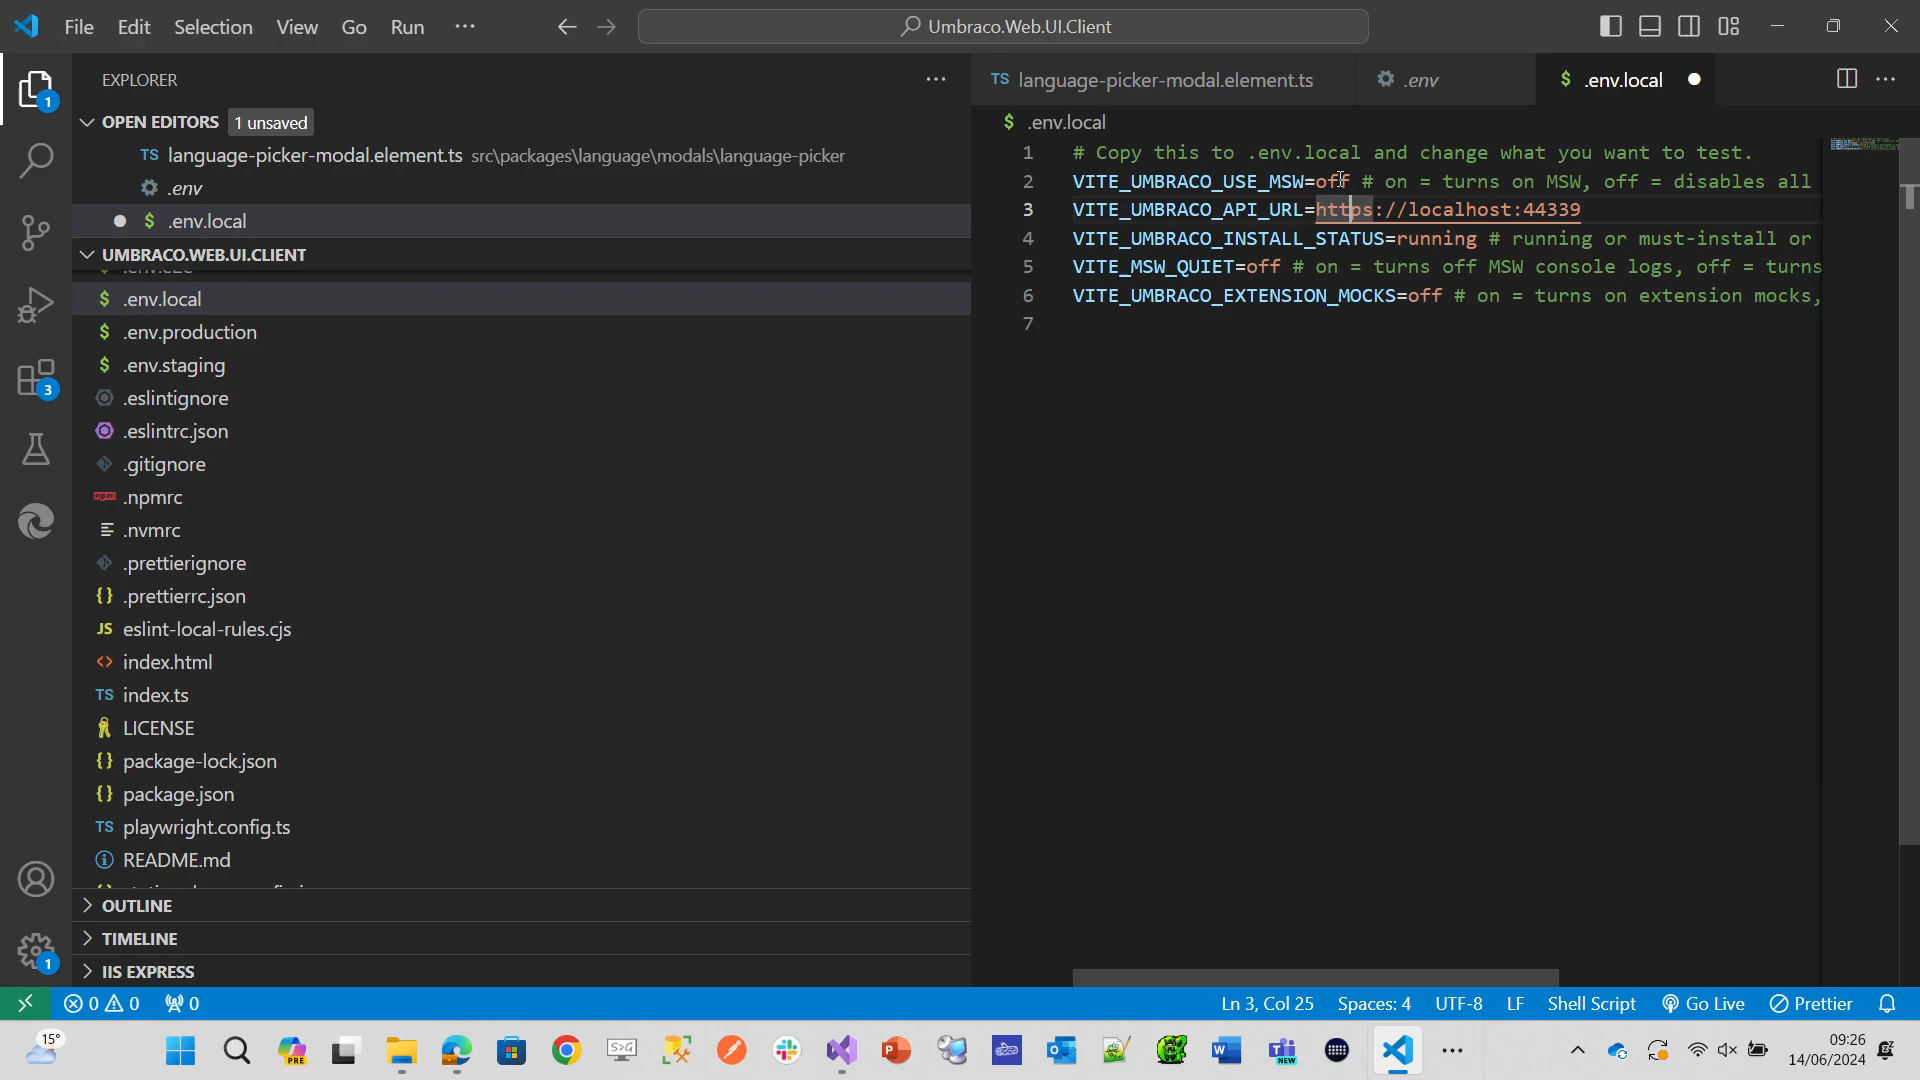 File Edit Selection View Go Run
Umbraco.Web.UI.Client
EXPLORER
OPEN EDITORS 1 unsaved
TS language-picker-modal.element.ts src\packages\language\modals\language-picker
.env
$ .env.local
UMBRACO.WEB.UI.CLIENT
$ .env.local
$ .env.production
$ .env.staging
.eslintignore
.eslintrc.json
.gitignore
.npmrc
.nvmrc
.prettierignore
{} .prettierrc.json
JS eslint-local-rules.cjs
<> index.html
TS index.ts
LICENSE
{} package-lock.json
{} package.json
TS playwright.config.ts
README.md
OUTLINE
TIMELINE
IIS EXPRESS
1
3
1
TS language-picker-modal.element.ts .env $ .env.local
$ .env.local
1 # Copy this to .env.local and change what you want to test.
2 VITE_UMBRACO_USE_MSW=off # on = turns on MSW, off = disables all
3 VITE_UMBRACO_API_URL=https://localhost:44339
4 VITE_UMBRACO_INSTALL_STATUS=running # running or must-install or
5 VITE_MSW_QUIET=off # on = turns off MSW console logs, off = turns
6 VITE_UMBRACO_EXTENSION_MOCKS=off # on = turns on extension mocks,
7
0 0 0 Ln 3, Col 25 Spaces: 4 UTF-8 LF Shell Script Go Live Prettier
15°
PRE
S>G
NEW
09:26
14/06/2024